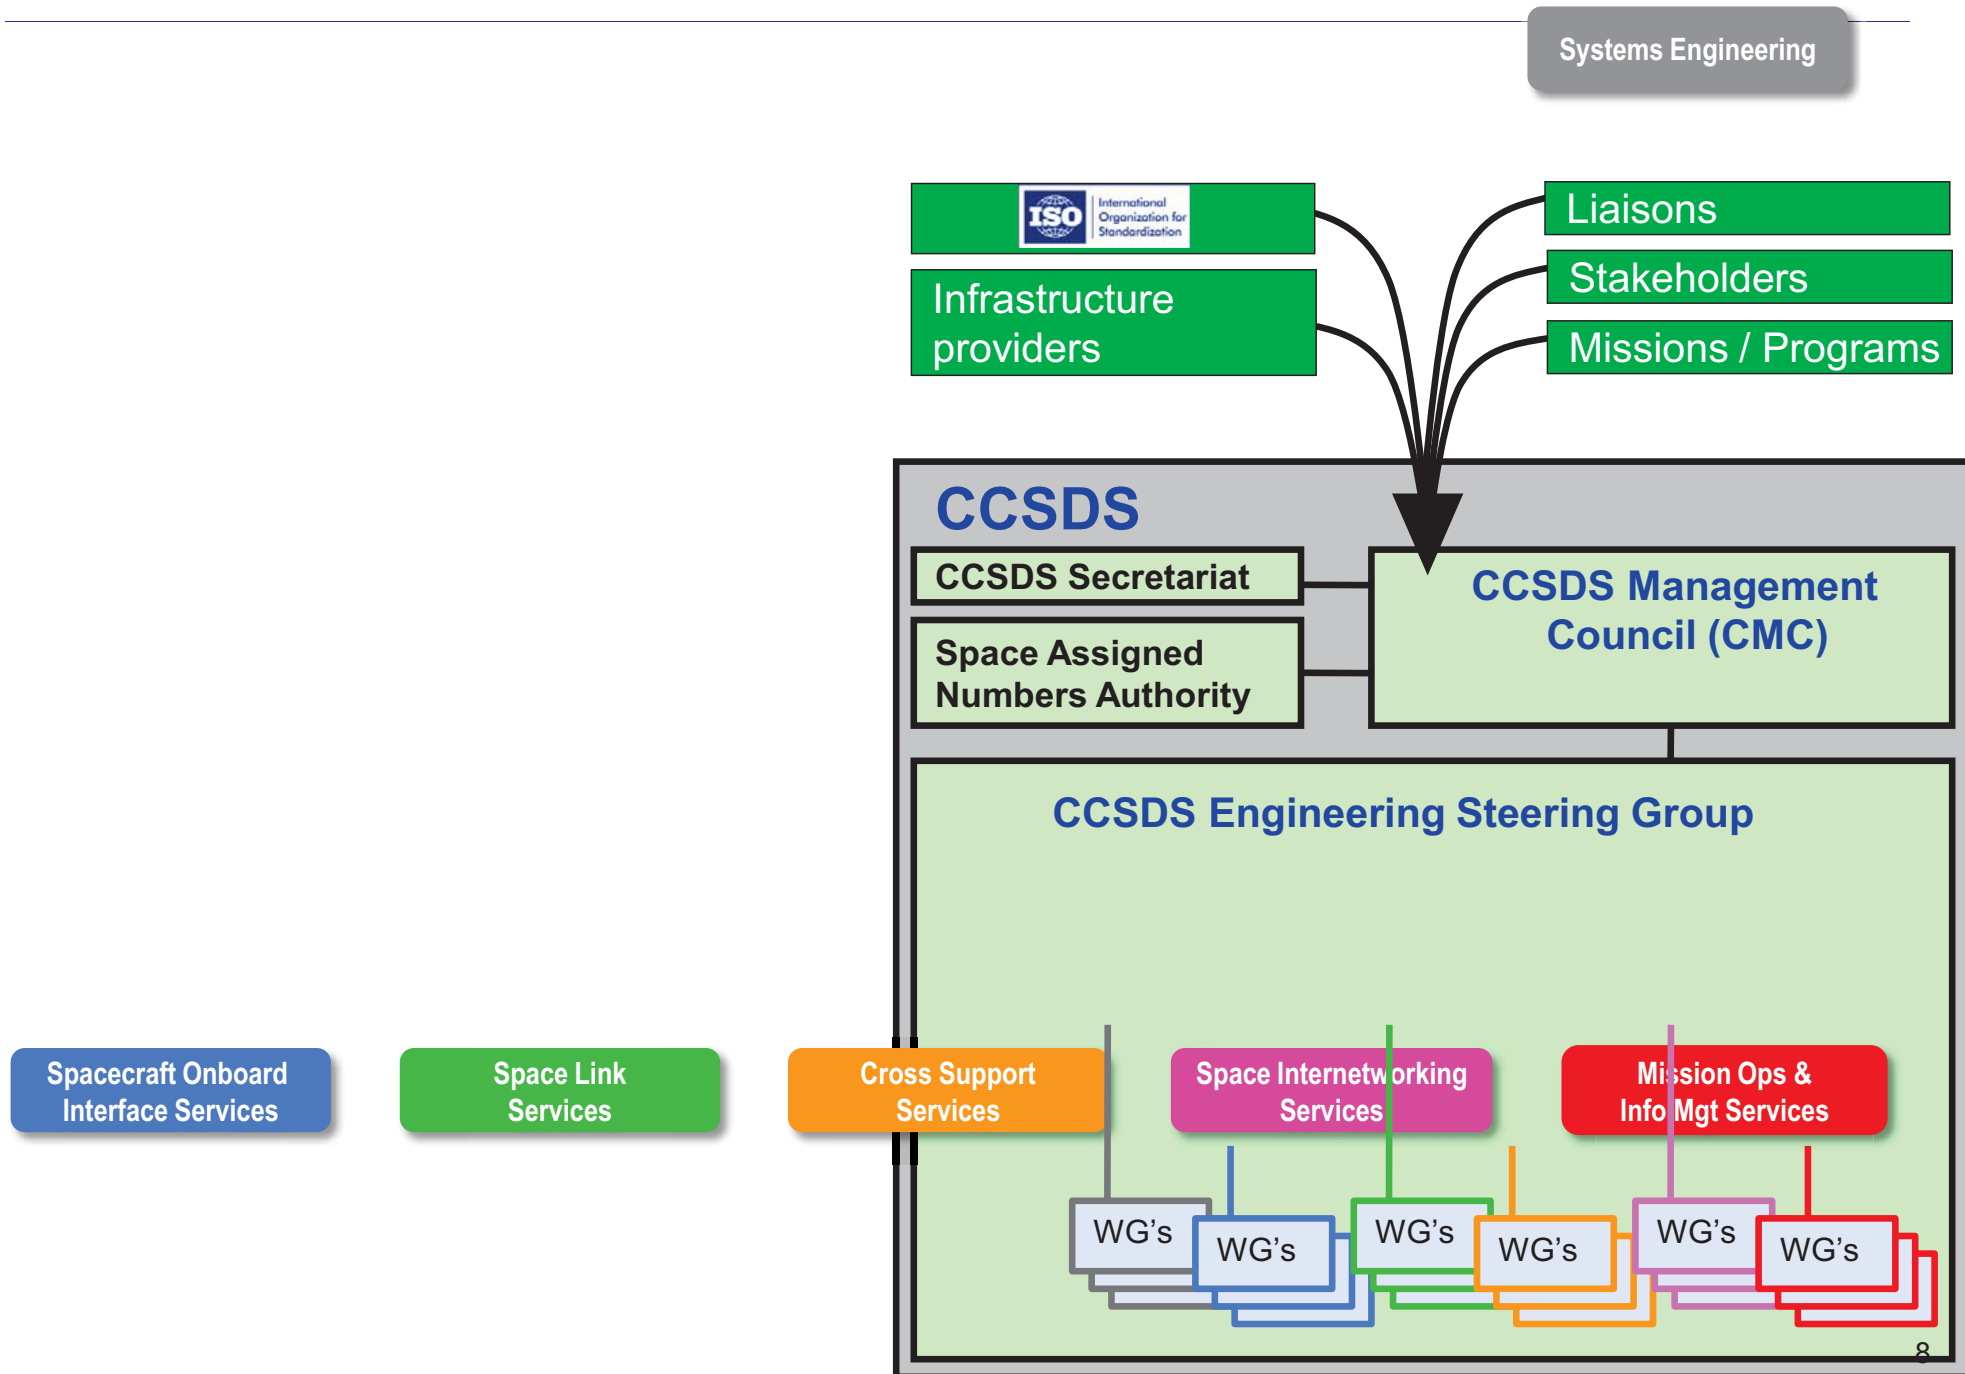 Systems Engineering
ISO
International
Organization for
Standardization
Liaisons
Infrastructure
providers
Stakeholders
Missions / Programs
CCSDS
CCSDS Secretariat
Space Assigned
Numbers Authority
CCSDS Management
Council (CMC)
CCSDS Engineering Steering Group
Spacecraft Onboard
Interface Services
Space Link
Services
Cross Support
Services
Space Internetworking
Services
Mission Ops &
Info Mgt Services
WG's
WG's
WG's
WG's
WG's
WG's
8